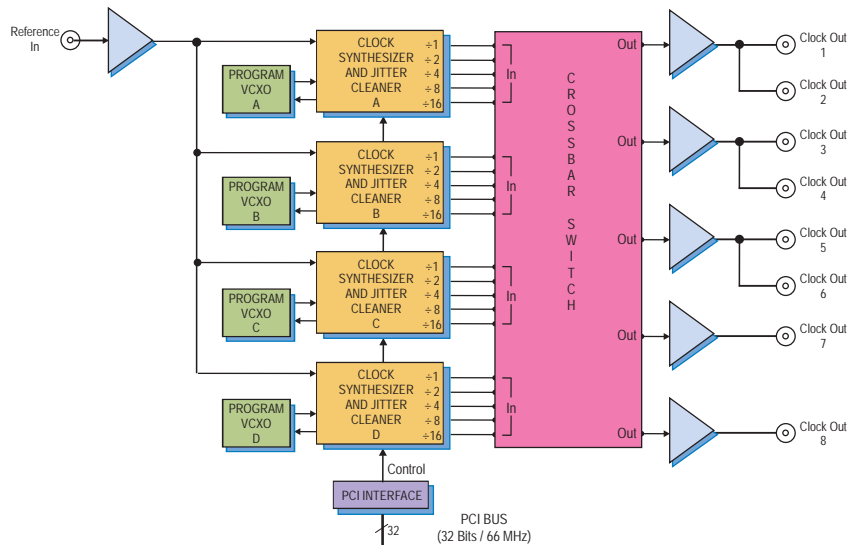 Reference
In
CLOCK
SYNTHESIZER
AND JITTER
CLEANER
A
÷1
÷2
÷4
÷8
÷16
PROGRAM
VCXO
A
In
CLOCK
SYNTHESIZER
AND JITTER
CLEANER
B
÷1
÷2
÷4
÷8
÷16
PROGRAM
VCXO
B
In
CLOCK
SYNTHESIZER
AND JITTER
CLEANER
C
÷1
÷2
÷4
÷8
÷16
PROGRAM
VCXO
C
In
CLOCK
SYNTHESIZER
AND JITTER
CLEANER
D
÷1
÷2
÷4
÷8
÷16
PROGRAM
VCXO
D
In
CROSSBAR SWITCH
Out
Out
Out
Out
Out
Clock Out
1
Clock Out
2
Clock Out
3
Clock Out
4
Clock Out
5
Clock Out
6
Clock Out
7
Clock Out
8
Control
PCI INTERFACE
32
PCI BUS
(32 Bits / 66 MHz)